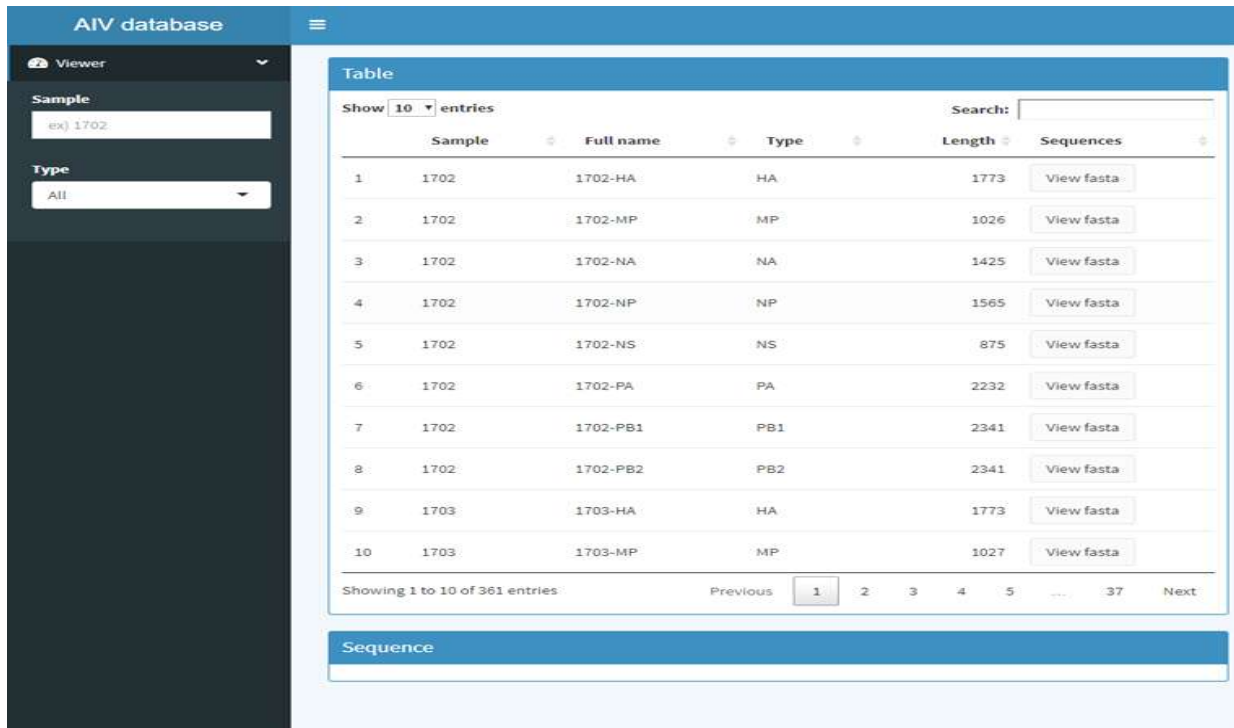 AIV database
Viewer
Sample
ex) 1702
Type
All
Table
Show 10 entries Search:
Sample Full name Type Length Sequences
1 1702 1702-HA HA 1773 View fasta
2 1702 1702-MP MP 1026 View fasta
3 1702 1702-NA NA 1425 View fasta
4 1702 1702-NP NP 1565 View fasta
5 1702 1702-NS NS 875 View fasta
6 1702 1702-PA PA 2232 View fasta
7 1702 1702-PB1 PB1 2341 View fasta
8 1702 1702-PB2 PB2 2341 View fasta
9 1703 1703-HA HA 1773 View fasta
10 1703 1703-MP MP 1027 View fasta
Showing 1 to 10 of 361 entries Previous 1 2 3 4 5 ... 37 Next
Sequence